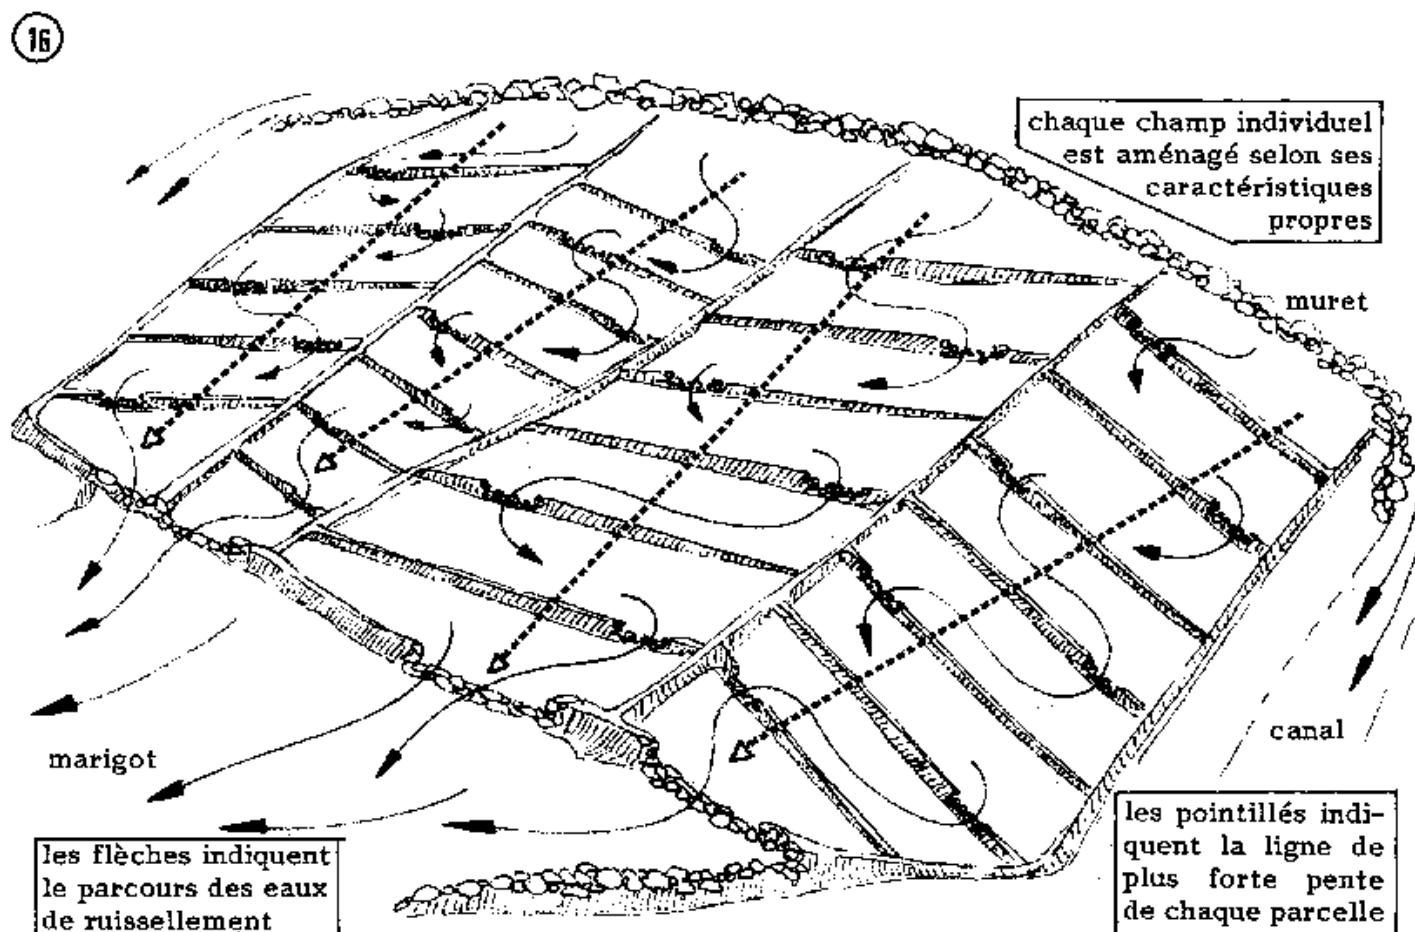 16
chaque champ individuel
est aménagé selon ses
caractéristiques
propres
muret
canal
marigot
les flèches indiquent
le parcours des eaux
de ruissellement
les pointillés indi-
quent la ligne de
plus forte pente
de chaque parcelle